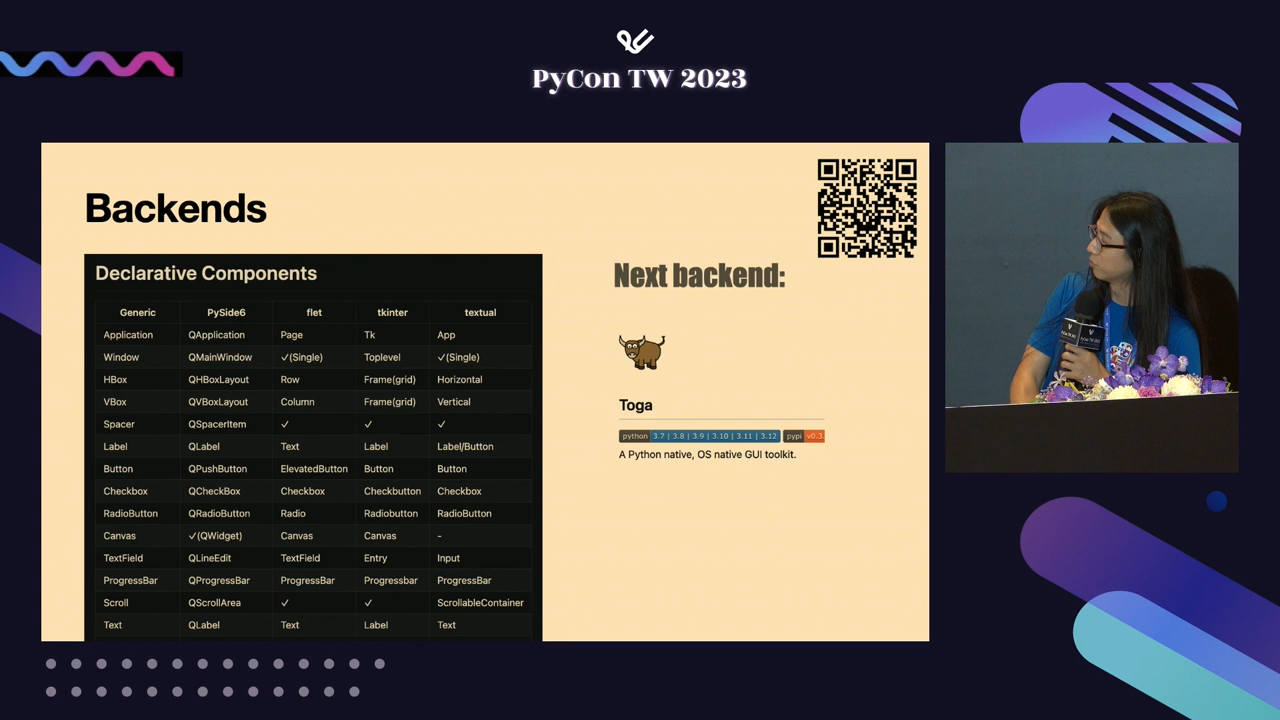 PyCon TW 2023
Backends
Declarative Components
Generic PySide6 flet tkinter textual
Application QApplication Page Tk App
Window QMainWindow ✓(Single) Toplevel ✓(Single)
HBox QHBoxLayout Row Frame(grid) Horizontal
VBox QVBoxLayout Column Frame(grid) Vertical
Spacer QSpacerItem ✓ ✓ ✓
Label QLabel Text Label Label/Button
Button QPushButton ElevatedButton Button Button
Checkbox QCheckBox Checkbox Checkbutton Checkbox
RadioButton QRadioButton Radio Radiobutton RadioButton
Canvas ✓(QWidget) Canvas Canvas -
TextField QLineEdit TextField Entry Input
ProgressBar QProgressBar ProgressBar Progressbar ProgressBar
Scroll QScrollArea ✓ ✓ ScrollableContainer
Text QLabel Text Label Text
Next backend:
Toga
python 3.7 | 3.8 | 3.9 | 3.10 | 3.11 | 3.12 pypi v0.3.
A Python native, OS native GUI toolkit.